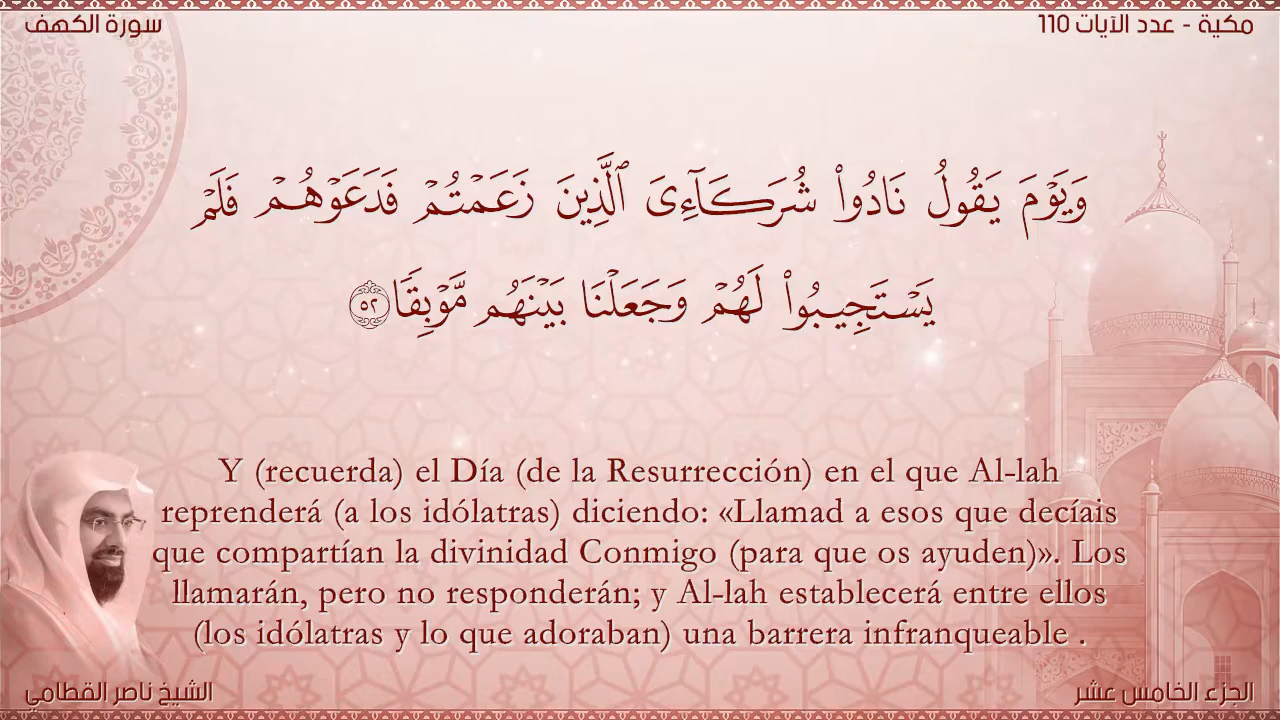 سورة الكهف
مكية - عدد الآيات 110
وَيَوْمَ يَقُولُ نَادُوا۟ شُرَكَآءِىَ ٱلَّذِينَ زَعَمْتُمْ فَدَعَوْهُمْ فَلَمْ
يَسْتَجِيبُوا۟ لَهُمْ وَجَعَلْنَا بَيْنَهُم مَّوْبِقًا ٥٢
Y (recuerda) el Día (de la Resurrección) en el que Al-lah
reprenderá (a los idólatras) diciendo: «Llamad a esos que decíais
que compartían la divinidad Conmigo (para que os ayuden)». Los
llamarán, pero no responderán; y Al-lah establecerá entre ellos
(los idólatras y lo que adoraban) una barrera infranqueable .
الشيخ ناصر القطامي
الجزء الخامس عشر